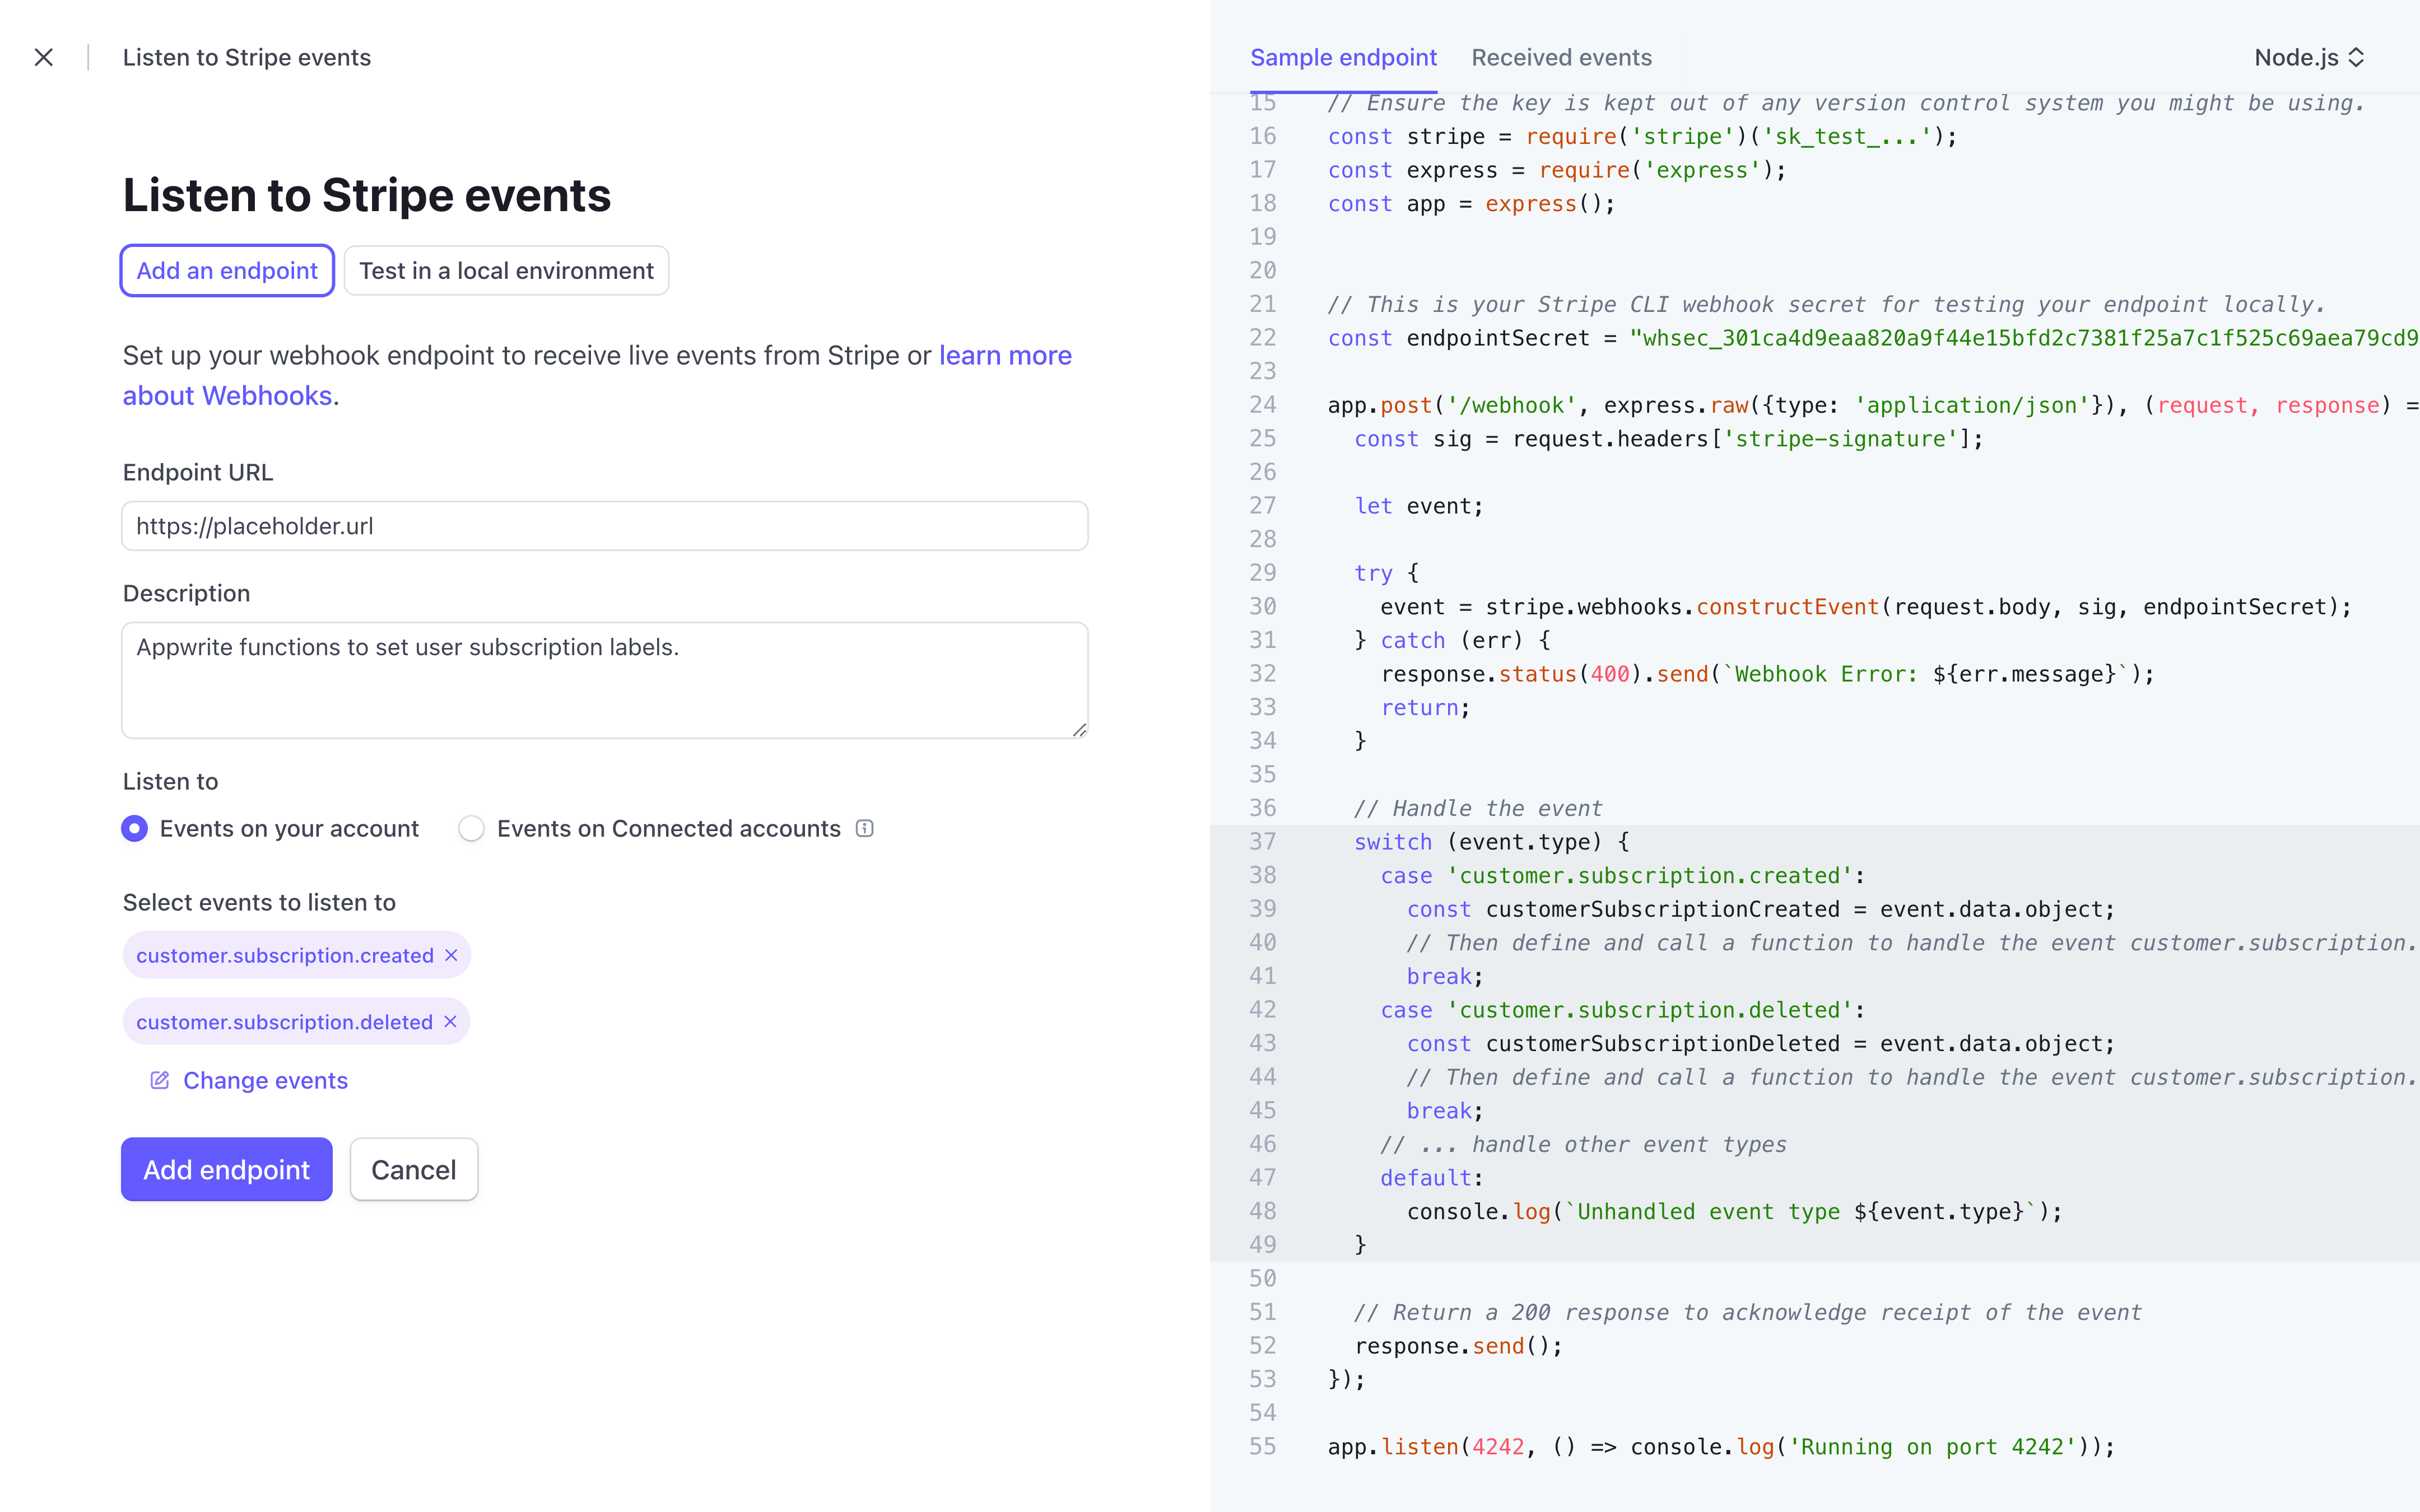 Listen to Stripe events
Listen to Stripe events
Add an endpoint
Test in a local environment
Set up your webhook endpoint to receive live events from Stripe or learn more
about Webhooks.
Endpoint URL
https://placeholder.url
Description
Appwrite functions to set user subscription labels.
Listen to
Events on your account
Events on Connected accounts
Select events to listen to
customer.subscription.created
customer.subscription.deleted
Change events
Add endpoint
Cancel
Sample endpoint
Received events
Node.js
15 // Ensure the key is kept out of any version control system you might be using.
16 const stripe = require('stripe')('sk_test_...');
17 const express = require('express');
18 const app = express();
19
20
21 // This is your Stripe CLI webhook secret for testing your endpoint locally.
22 const endpointSecret = "whsec_301ca4d9eaa820a9f44e15bfd2c7381f25a7c1f525c69aea79cd9
23
24 app.post('/webhook', express.raw({type: 'application/json'}), (request, response) =
25 const sig = request.headers['stripe-signature'];
26
27 let event;
28
29 try {
30 event = stripe.webhooks.constructEvent(request.body, sig, endpointSecret);
31 } catch (err) {
32 response.status(400).send(`Webhook Error: ${err.message}`);
33 return;
34 }
35
36 // Handle the event
37 switch (event.type) {
38 case 'customer.subscription.created':
39 const customerSubscriptionCreated = event.data.object;
40 // Then define and call a function to handle the event customer.subscription.
41 break;
42 case 'customer.subscription.deleted':
43 const customerSubscriptionDeleted = event.data.object;
44 // Then define and call a function to handle the event customer.subscription.
45 break;
46 // ... handle other event types
47 default:
48 console.log(`Unhandled event type ${event.type}`);
49 }
50
51 // Return a 200 response to acknowledge receipt of the event
52 response.send();
53 });
54
55 app.listen(4242, () => console.log('Running on port 4242'));